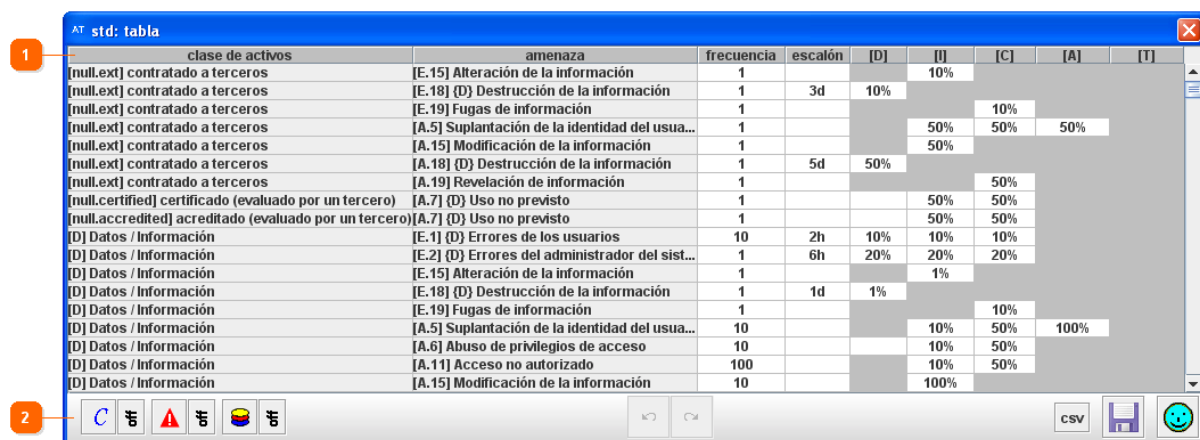 AT std: tabla
1
clase de activos amenaza frecuencia escalón [D] [I] [C] [A] [T]
[null.ext] contratado a terceros [E.15] Alteración de la información 1 10%
[null.ext] contratado a terceros [E.18] {D} Destrucción de la información 1 3d 10%
[null.ext] contratado a terceros [E.19] Fugas de información 1 10%
[null.ext] contratado a terceros [A.5] Suplantación de la identidad del usua... 1 50% 50% 50%
[null.ext] contratado a terceros [A.15] Modificación de la información 1 50%
[null.ext] contratado a terceros [A.18] {D} Destrucción de la información 1 5d 50%
[null.ext] contratado a terceros [A.19] Revelación de información 1 50%
[null.certified] certificado (evaluado por un tercero) [A.7] {D} Uso no previsto 1 50% 50%
[null.accredited] acreditado (evaluado por un tercero) [A.7] {D} Uso no previsto 1 50% 50%
[D] Datos / Información [E.1] {D} Errores de los usuarios 10 2h 10% 10% 10%
[D] Datos / Información [E.2] {D} Errores del administrador del sist... 1 6h 20% 20% 20%
[D] Datos / Información [E.15] Alteración de la información 1 1%
[D] Datos / Información [E.18] {D} Destrucción de la información 1 1d 1%
[D] Datos / Información [E.19] Fugas de información 1 10%
[D] Datos / Información [A.5] Suplantación de la identidad del usua... 10 10% 50% 100%
[D] Datos / Información [A.6] Abuso de privilegios de acceso 10 10% 50%
[D] Datos / Información [A.11] Acceso no autorizado 100 10% 50%
[D] Datos / Información [A.15] Modificación de la información 10 100%
2
C csv